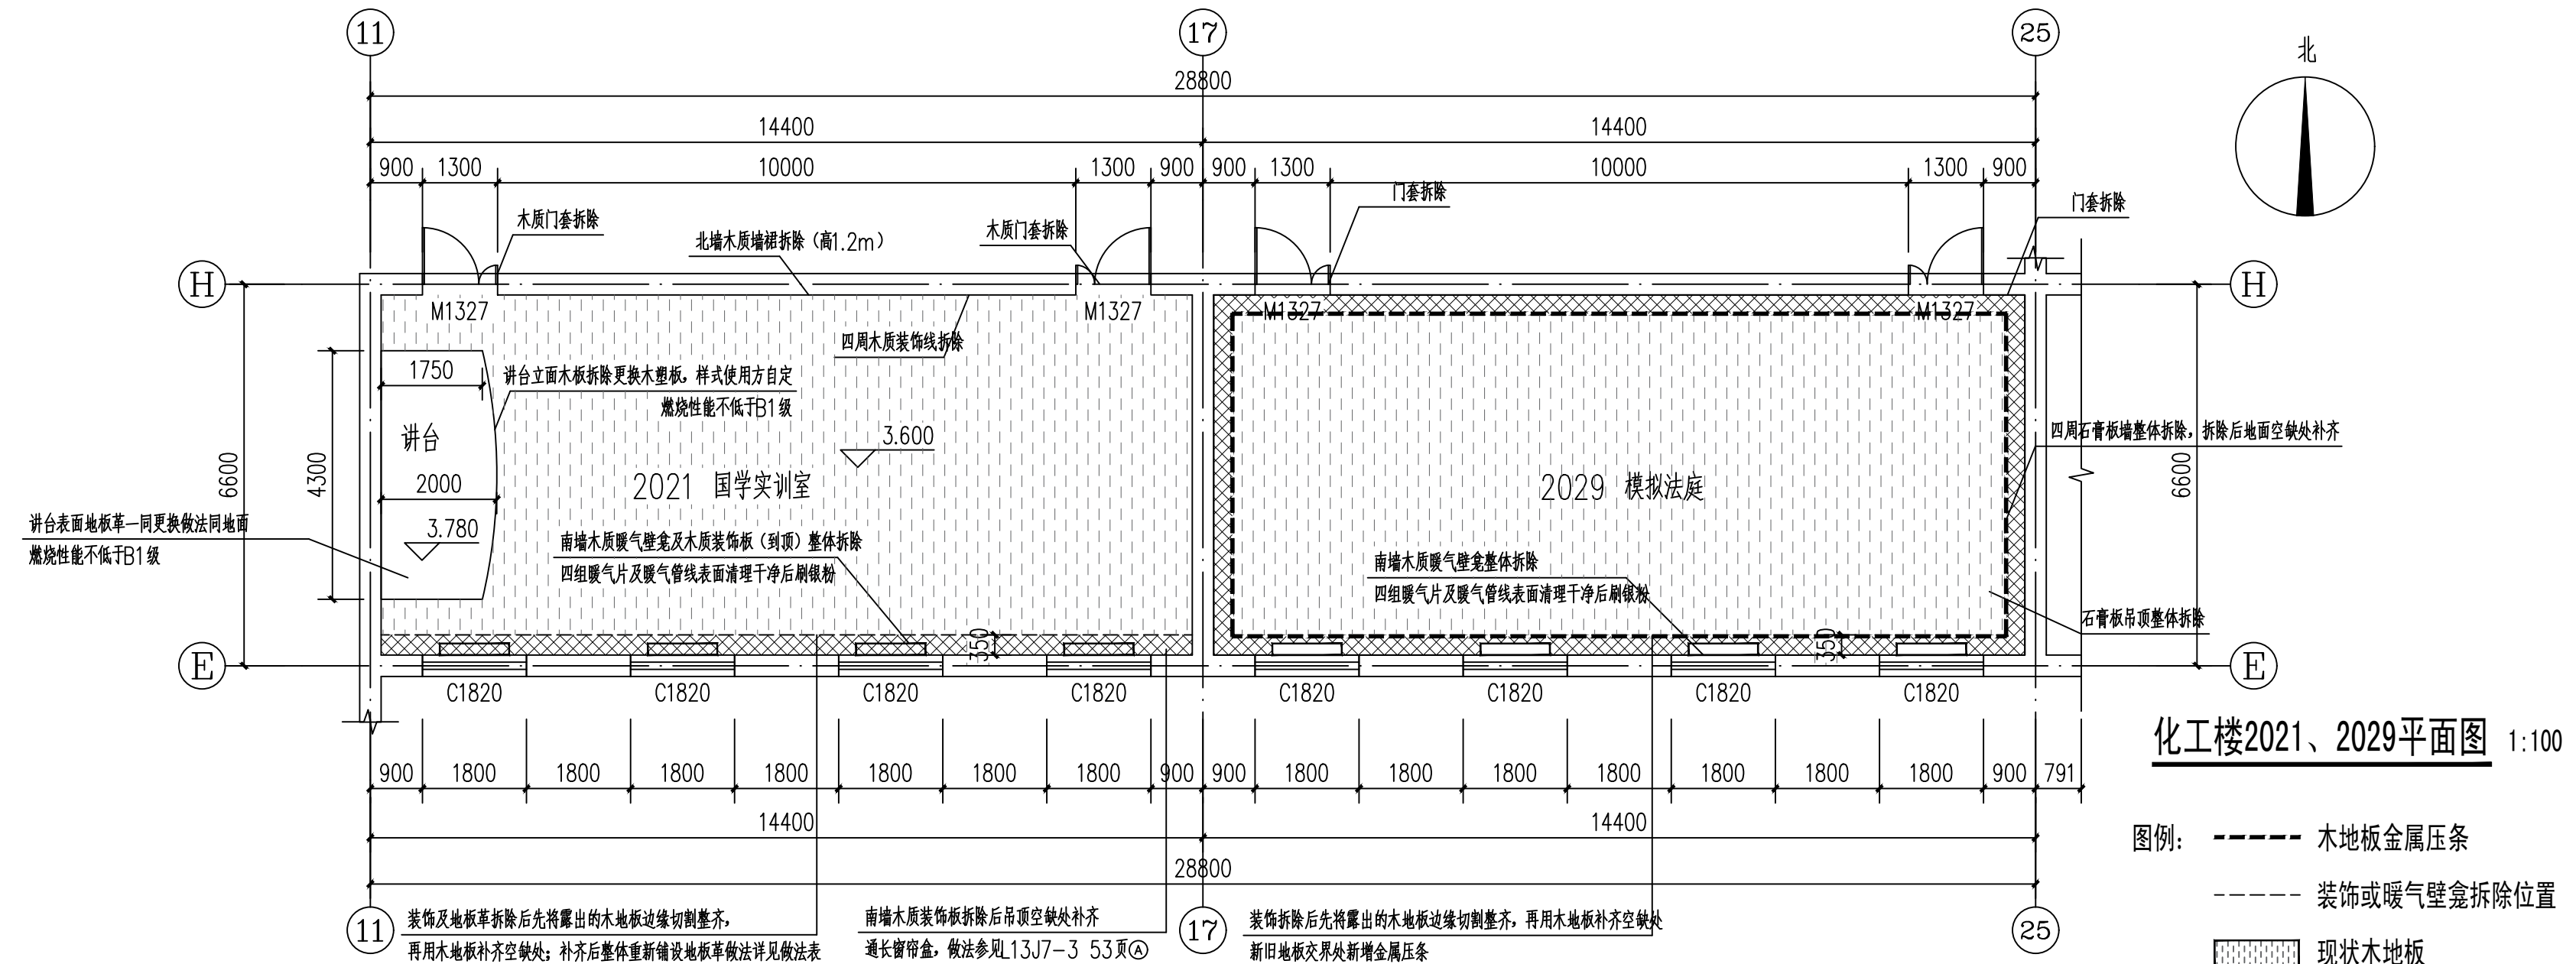 11
17
25
北
28800
14400
14400
900
1300
10000
1300
900
900
1300
10000
1300
900
木质门套拆除
北墙木质墙裙拆除（高1.2m）
木质门套拆除
门套拆除
门套拆除
H
H
M1327
M1327
M1327
M1327
四周木质装饰线拆除
1750
讲台立面木板拆除更换木塑板，样式使用方自定
燃烧性能不低于B1级
讲台
3.600
四周石膏板墙整体拆除，拆除后地面空缺处补齐
6600
4300
2000
2021 国学实训室
2029 模拟法庭
6600
讲台表面地板革一同更换做法同地面
燃烧性能不低于B1级
3.780
南墙木质暖气壁龛及木质装饰板（到顶）整体拆除
四组暖气片及暖气管线表面清理干净后刷银粉
南墙木质暖气壁龛整体拆除
四组暖气片及暖气管线表面清理干净后刷银粉
石膏板吊顶整体拆除
350
350
E
E
C1820
C1820
C1820
C1820
C1820
C1820
C1820
C1820
化工楼2021、2029平面图 1:100
900
1800
1800
1800
1800
1800
1800
1800
900
900
1800
1800
1800
1800
1800
1800
1800
900
791
14400
14400
28800
图例：
木地板金属压条
装饰或暖气壁龛拆除位置
现状木地板
11
17
25
装饰及地板革拆除后先将露出的木地板边缘切割整齐，
再用木地板补齐空缺处；补齐后整体重新铺设地板革做法详见做法表
南墙木质装饰板拆除后吊顶空缺处补齐
通长窗帘盒，做法参见L13J7-3 53页Ⓐ
装饰拆除后先将露出的木地板边缘切割整齐，再用木地板补齐空缺处
新旧地板交界处新增金属压条